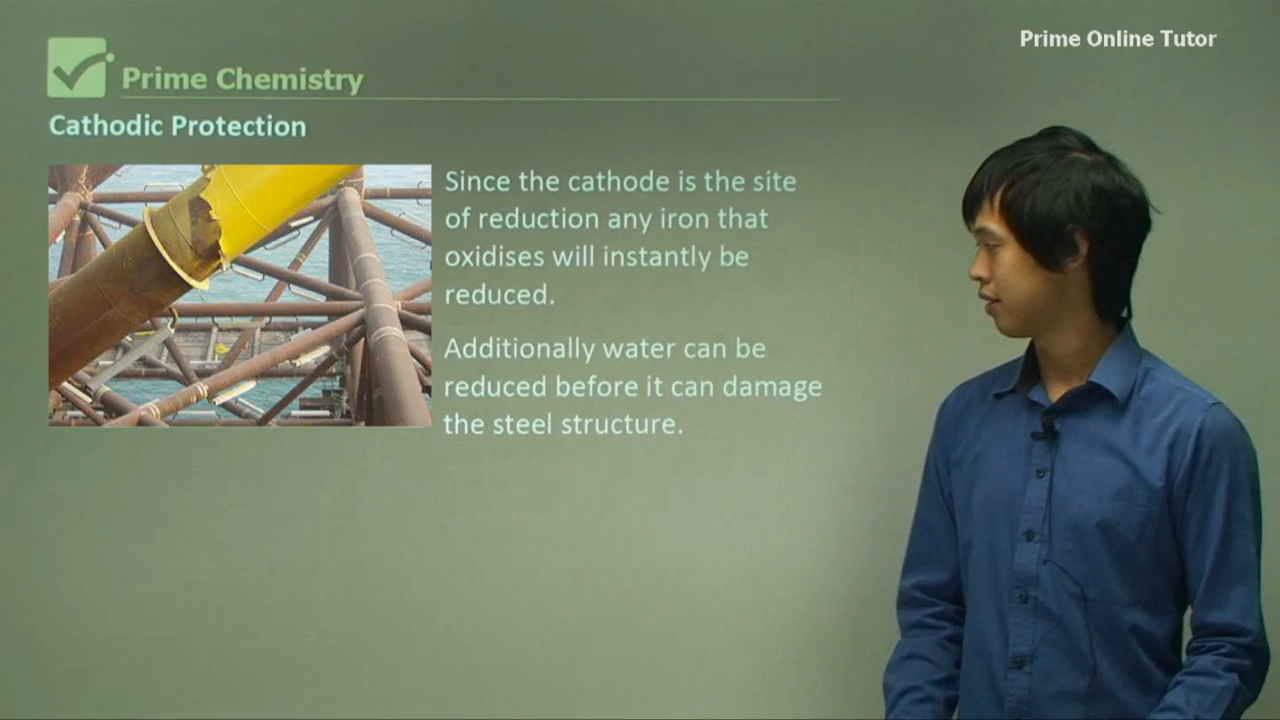 Prime Online Tutor
Prime Chemistry
Cathodic Protection
Since the cathode is the site
of reduction any iron that
oxidises will instantly be
reduced.
Additionally water can be
reduced before it can damage
the steel structure.